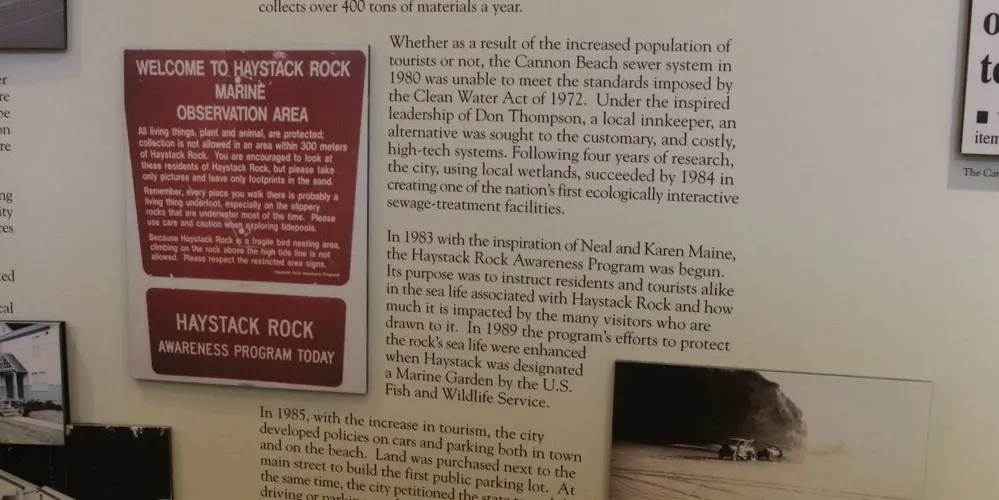 collects over 400 tons of materials a year.
Whether as a result of the increased population of
tourists or not, the Cannon Beach sewer system in
1980 was unable to meet the standards imposed by
the Clean Water Act of 1972. Under the inspired
leadership of Don Thompson, a local innkeeper, an
alternative was sought to the customary, and costly,
high-tech systems. Following four years of research,
the city, using local wetlands, succeeded by 1984 in
creating one of the nation's first ecologically interactive
sewage-treatment facilities.
In 1983 with the inspiration of Neal and Karen Maine,
the Haystack Rock Awareness Program was begun.
Its purpose was to instruct residents and tourists alike
in the sea life associated with Haystack Rock and how
much it is impacted by the many visitors who are
drawn to it. In 1989 the program's efforts to protect
the rock's sea life were enhanced
when Haystack was designated
a Marine Garden by the U.S.
Fish and Wildlife Service.
In 1985, with the increase in tourism, the city
developed policies on cars and parking both in town
and on the beach. Land was purchased next to the
main street to build the first public parking lot. At
the same time, the city petitioned the state
driving or
WELCOME TO HAYSTACK ROCK
MARINE
OBSERVATION AREA
All living things, plant and animal, are protected;
collection is not allowed in an area within 300 meters
of Haystack Rock. You are encouraged to look at
these residents of Haystack Rock, but please take
only pictures and leave only footprints in the sand.
Remember, every place you walk there is probably a
living thing underfoot, especially on the slippery
rocks that are underwater most of the time. Please
use care and caution when exploring tidepools.
Because Haystack Rock is a fragile bird nesting area,
climbing on the rock above the high tide line is not
allowed. Please respect the restricted area signs.
Haystack Rock Awareness Program
HAYSTACK ROCK
AWARENESS PROGRAM TODAY
The